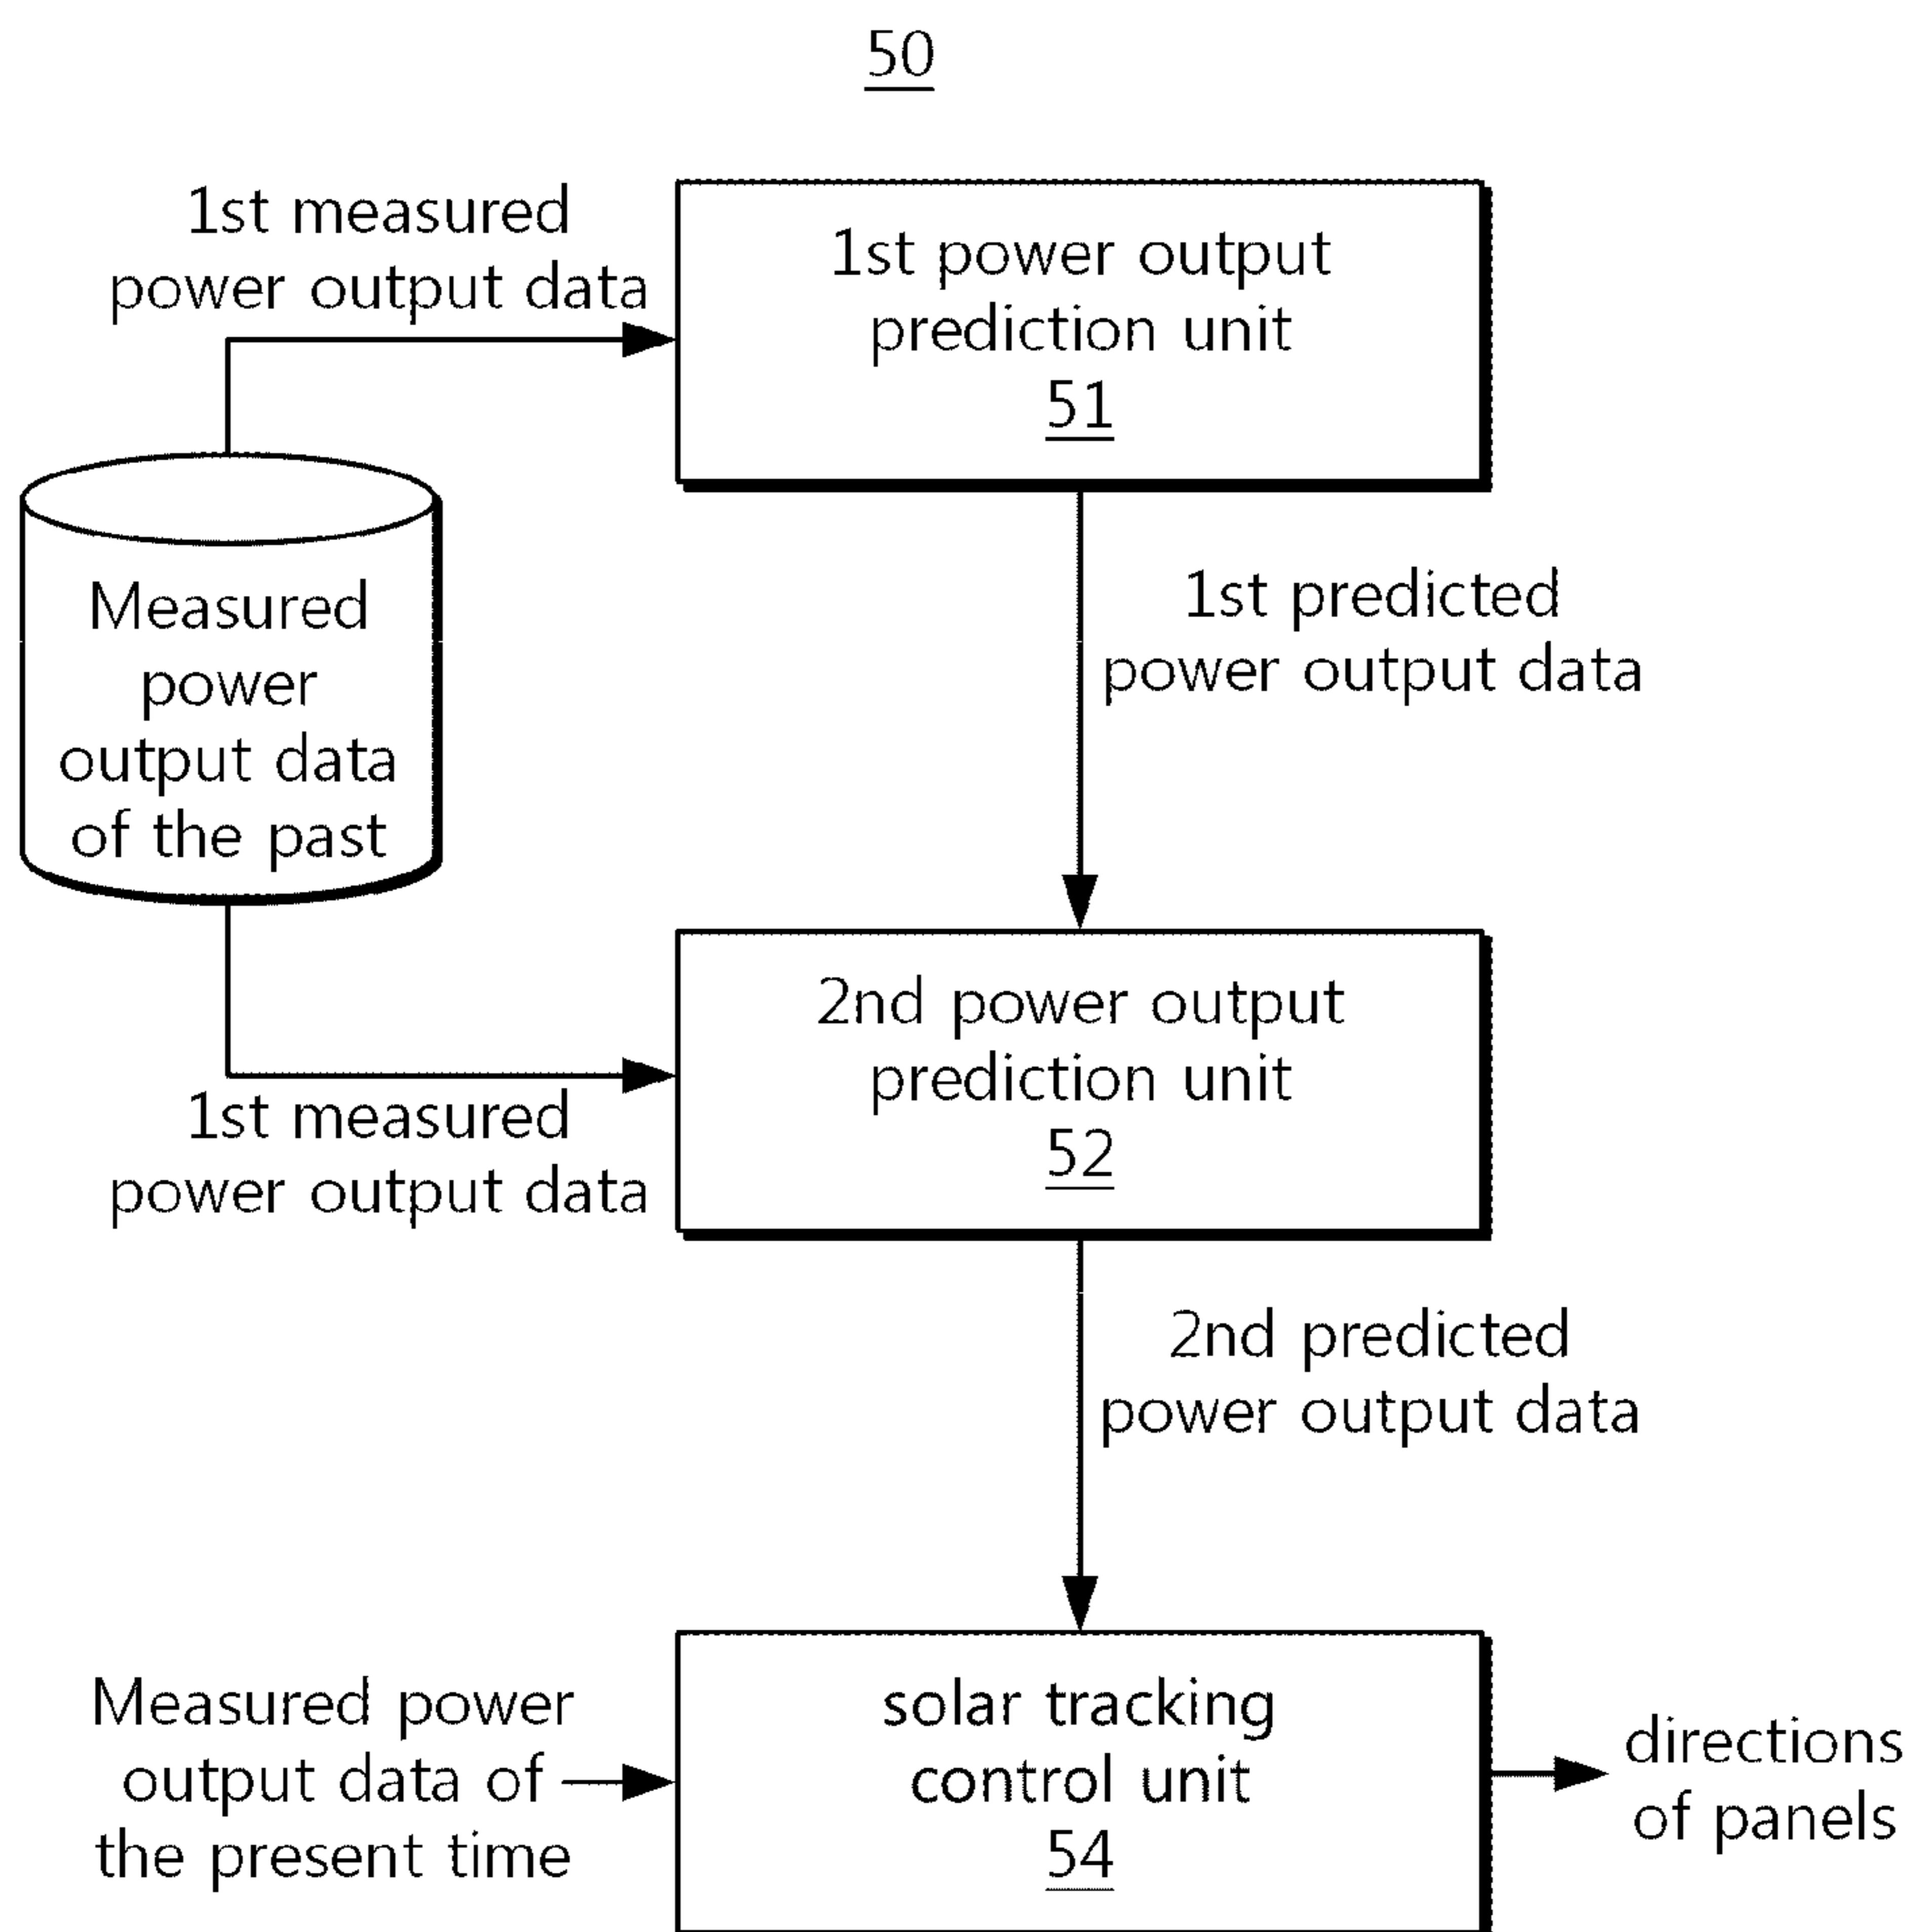 50
1st measured
power output data
1st power output
prediction unit
51
Measured
power
output data
of the past
1st predicted
power output data
2nd power output
prediction unit
52
1st measured
power output data
2nd predicted
power output data
Measured power
output data of
the present time
solar tracking
control unit
54
directions
of panels